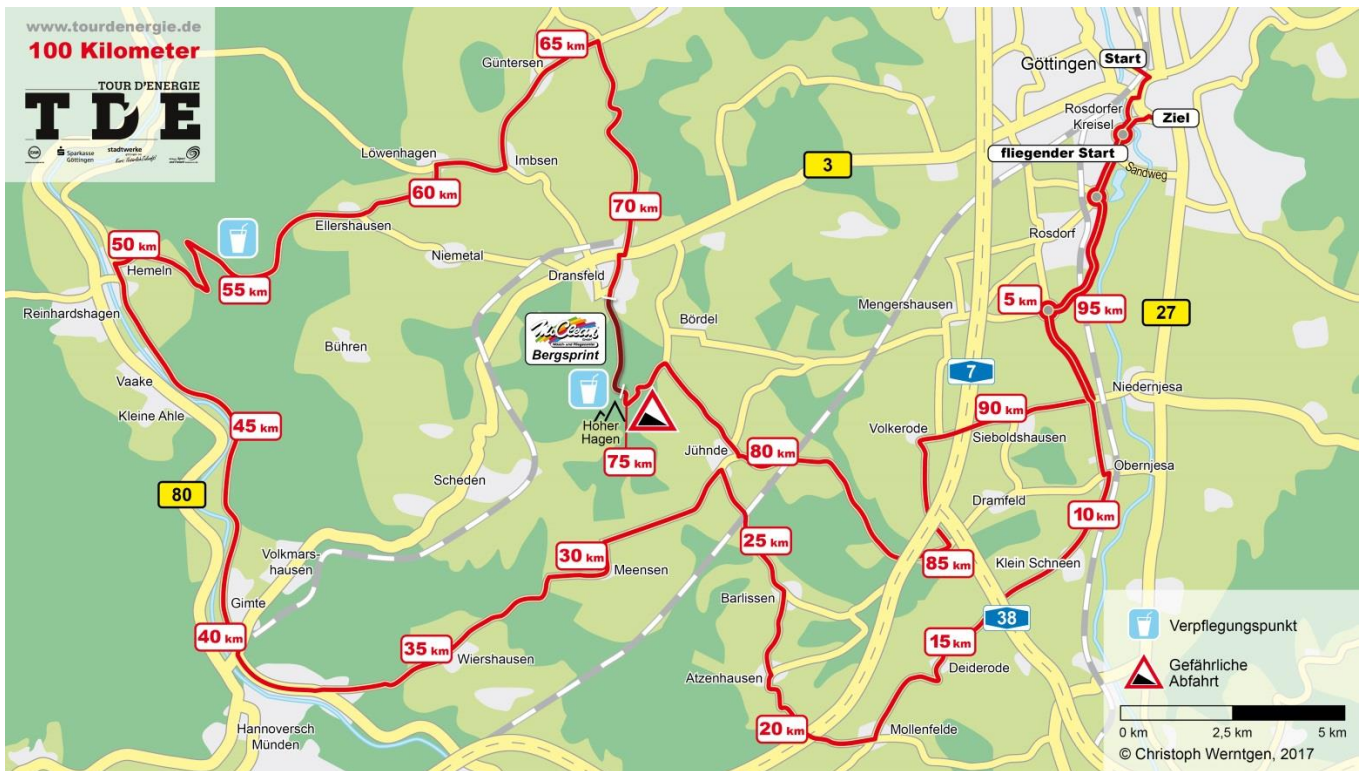 www.tourdenergie.de
100 Kilometer
TOUR D'ENERGIE
TDE
Sparkasse
Göttingen
stadtwerke
65 km
Güntersen
Göttingen
Start
Rosdorfer
Kreisel
Ziel
fliegender Start
Sandweg
3
Löwenhagen
Imbsen
60 km
70 km
Ellershausen
Rosdorf
50 km
Hemeln
55 km
Niemetal
Dransfeld
Reinhardshagen
Mengershausen
5 km
95 km
27
Bördel
Bergsprint
Bühren
7
Vaake
Kleine Ahle
Niedernjesa
90 km
45 km
Hoher
Hagen
Volkerode
Sieboldshausen
Jühnde
80 km
75 km
Obernjesa
Scheden
80
Dramfeld
10 km
25 km
30 km
Volkmars-
hausen
Meensen
85 km
Klein Schneen
Gimte
Barlissen
38
40 km
35 km
Wiershausen
15 km
Deiderode
Atzenhausen
20 km
Mollenfelde
Hannoversch
Münden
Verpflegungspunkt
Gefährliche
Abfahrt
0 km
2,5 km
5 km
© Christoph Werntgen, 2017